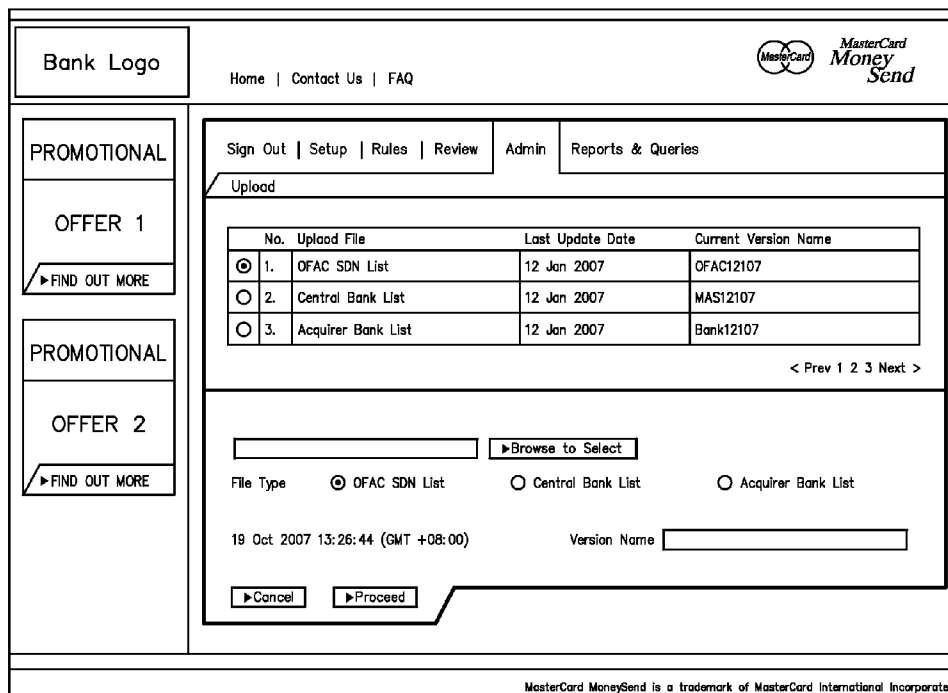 Bank Logo
Home | Contact Us | FAQ
MasterCard
MasterCard
Money
Send
PROMOTIONAL
OFFER 1
▶FIND OUT MORE
PROMOTIONAL
OFFER 2
▶FIND OUT MORE
Sign Out | Setup | Rules | Review | Admin | Reports & Queries
Upload
No. Uplaod File Last Update Date Current Version Name
1. OFAC SDN List 12 Jan 2007 OFAC12107
2. Central Bank List 12 Jan 2007 MAS12107
3. Acquirer Bank List 12 Jan 2007 Bank12107
< Prev 1 2 3 Next >
▶Browse to Select
File Type OFAC SDN List Central Bank List Acquirer Bank List
19 Oct 2007 13:26:44 (GMT +08:00) Version Name
▶Cancel ▶Proceed
MasterCard MoneySend is a trademark of MasterCard International Incorporate